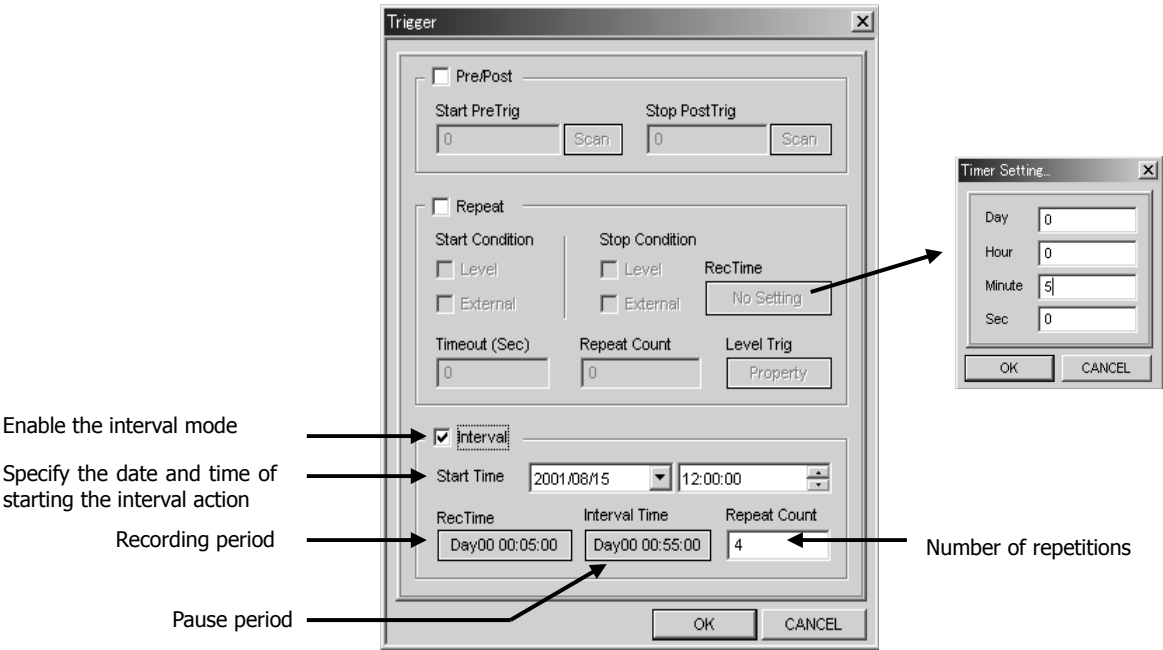 Trigger
Pre/Post
Start PreTrig
Stop PostTrig
0
Scan
0
Scan
Repeat
Start Condition
Stop Condition
Level
Level
RecTime
External
External
No Setting
Timeout (Sec)
Repeat Count
Level Trig
0
0
Property
Interval
Start Time
2001/08/15
12:00:00
RecTime
Interval Time
Repeat Count
Day00 00:05:00
Day00 00:55:00
4
OK
CANCEL
Timer Setting...
Day
0
Hour
0
Minute
5
Sec
0
OK
CANCEL
Enable the interval mode
Specify the date and time of
starting the interval action
Recording period
Pause period
Number of repetitions